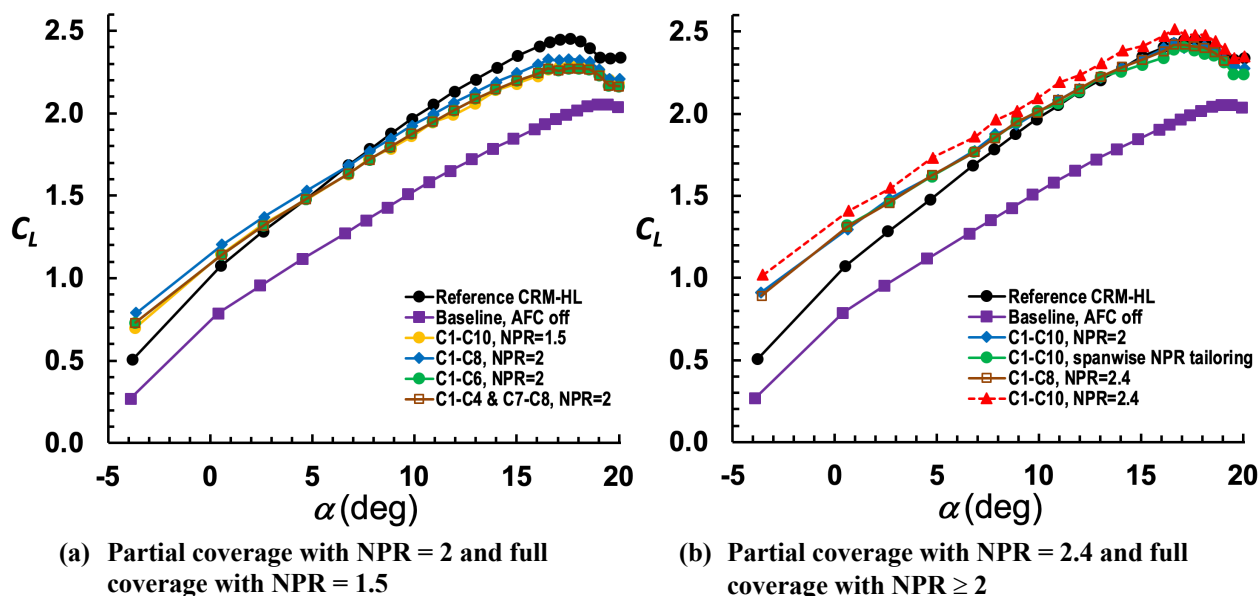 2.5
2.0
1.5
1.0
0.5
0.0
C_L
Reference CRM-HL
Baseline, AFC off
C1-C10, NPR=1.5
C1-C8, NPR=2
C1-C6, NPR=2
C1-C4 & C7-C8, NPR=2
-5 0 5 10 15 20
α (deg)
(a) Partial coverage with NPR = 2 and full
coverage with NPR = 1.5
2.5
2.0
1.5
1.0
0.5
0.0
C_L
Reference CRM-HL
Baseline, AFC off
C1-C10, NPR=2
C1-C10, spanwise NPR tailoring
C1-C8, NPR=2.4
C1-C10, NPR=2.4
-5 0 5 10 15 20
α (deg)
(b) Partial coverage with NPR = 2.4 and full
coverage with NPR ≥ 2